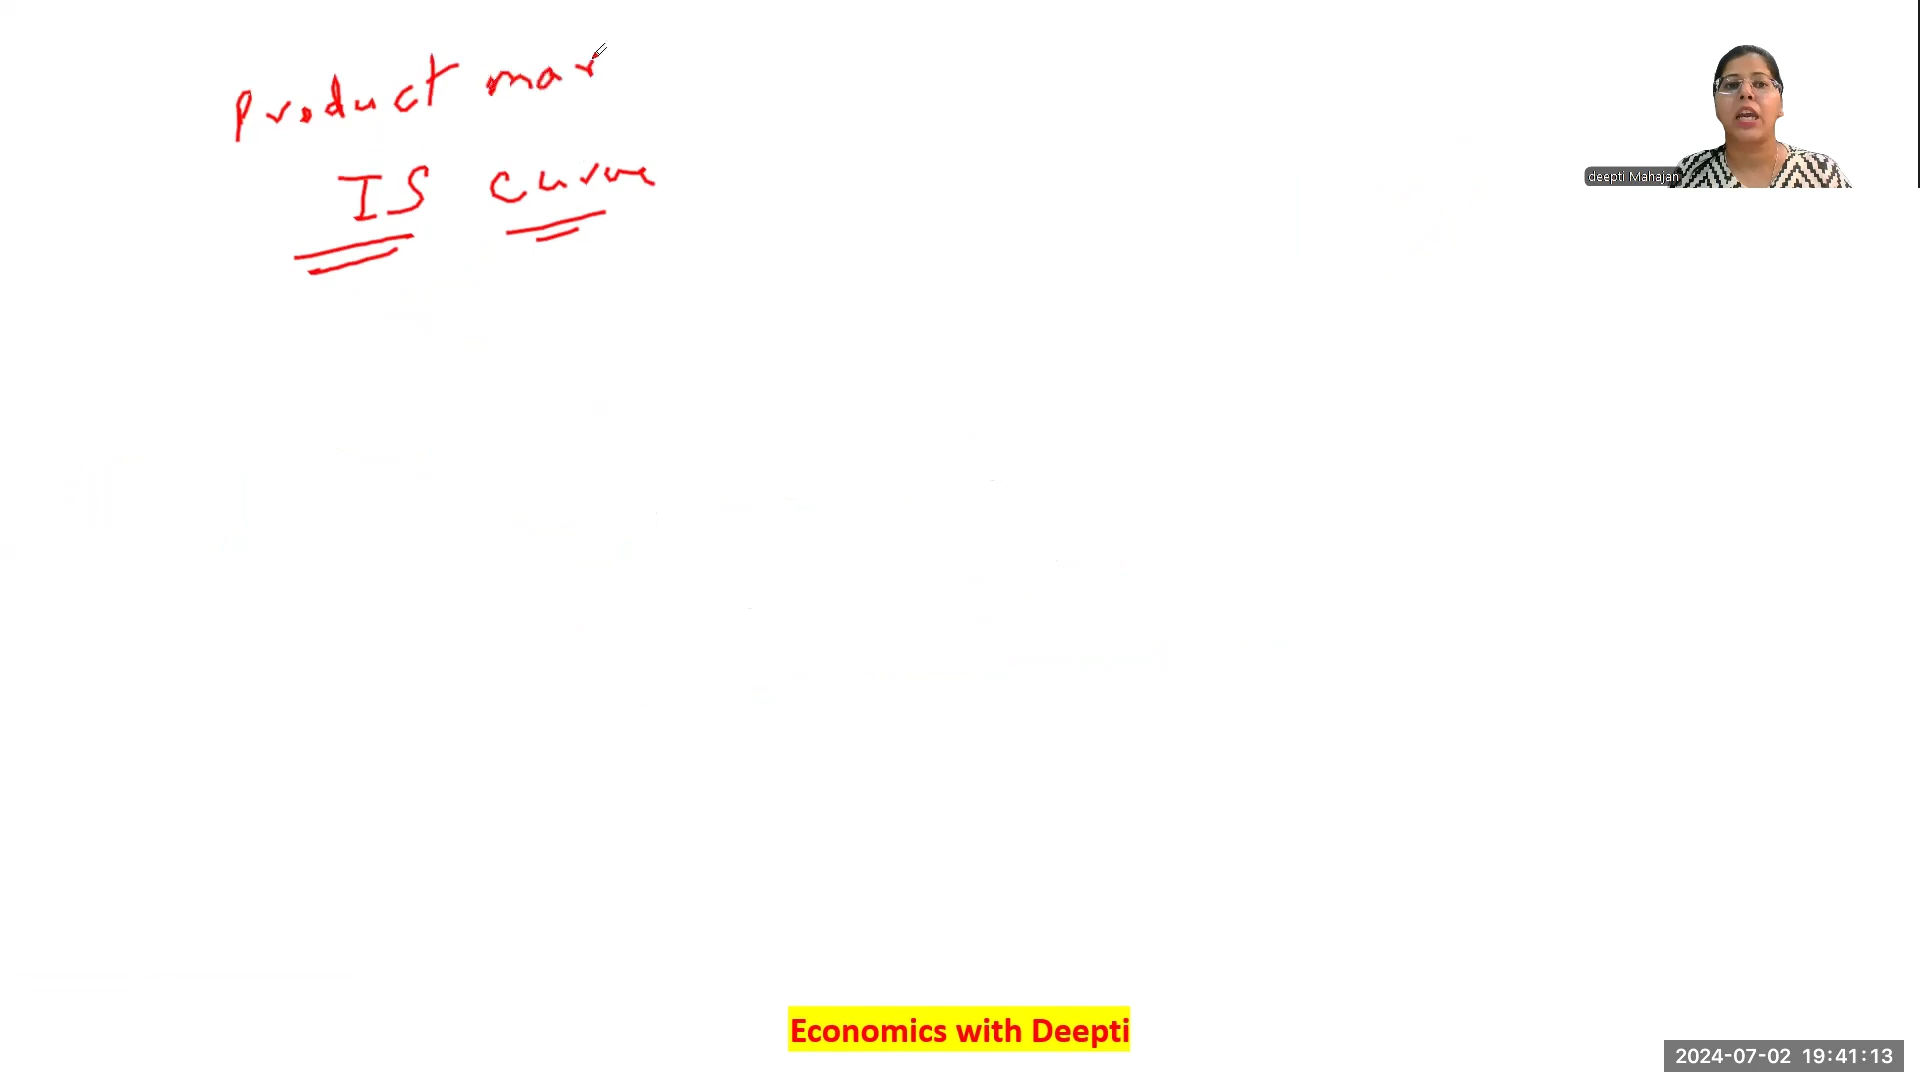 Product mar
IS curve
deepti Mahajan
Economics with Deepti
2024-07-02 19:41:13